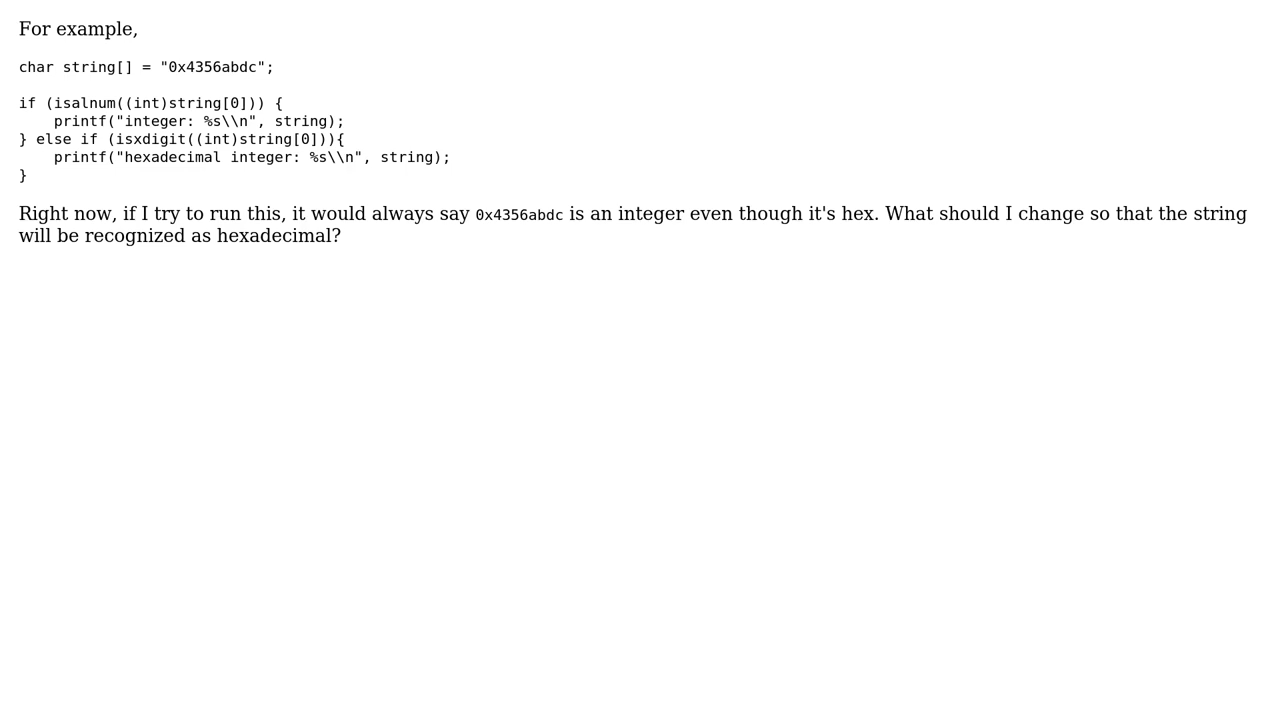 For example,
char string[] = "0x4356abdc";
if (isalnum((int)string[0])) {
    printf("integer: %s\\n", string);
} else if (isxdigit((int)string[0])){
    printf("hexadecimal integer: %s\\n", string);
}
Right now, if I try to run this, it would always say 0x4356abdc is an integer even though it's hex. What should I change so that the string
will be recognized as hexadecimal?